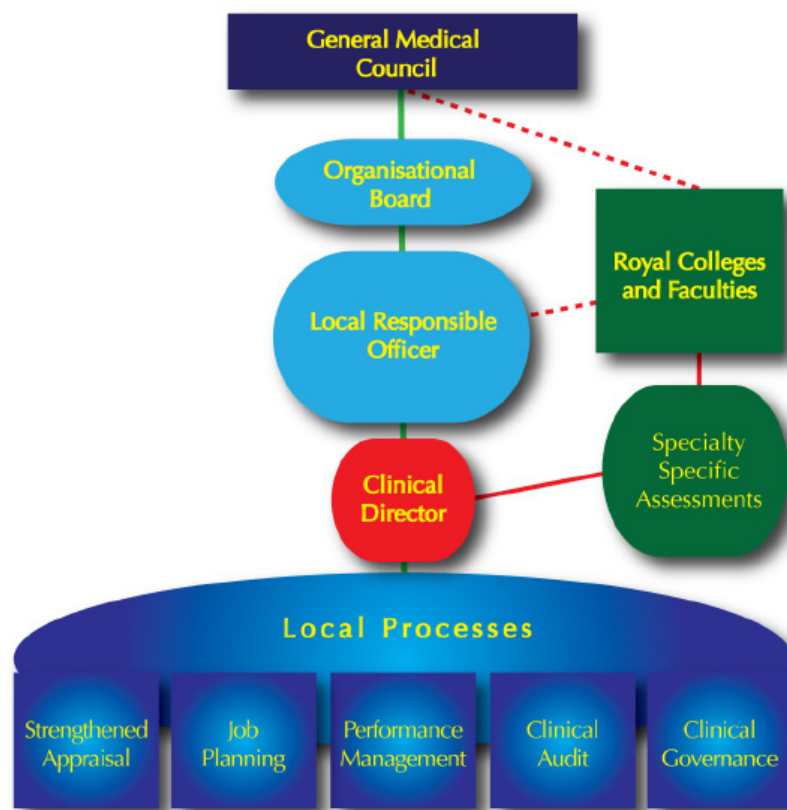 General Medical
Council
Organisational
Board
Royal Colleges
and Faculties
Local Responsible
Officer
Specialty
Specific
Assessments
Clinical
Director
Local Processes
Strengthened
Appraisal
Job
Planning
Performance
Management
Clinical
Audit
Clinical
Governance